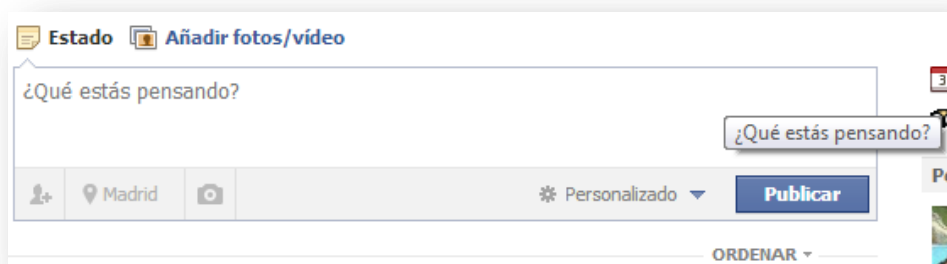 Estado Añadir fotos/vídeo
¿Qué estás pensando?
¿Qué estás pensando?
Madrid Personalizado Publicar
ORDENAR